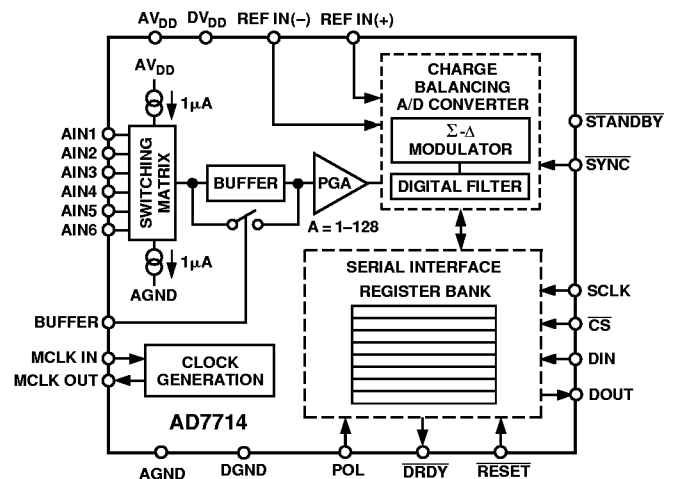 AVDD DVDD REF IN(–) REF IN(+)
AVDD
1µA
CHARGE
BALANCING
A/D CONVERTER
Σ-Δ
MODULATOR
DIGITAL FILTER
STANDBY
SYNC
AIN1
AIN2
AIN3
AIN4
AIN5
AIN6
SWITCHING
MATRIX
BUFFER
PGA
A = 1–128
1µA
AGND
SERIAL INTERFACE
REGISTER BANK
SCLK
CS
DIN
DOUT
BUFFER
MCLK IN
MCLK OUT
CLOCK
GENERATION
AD7714
AGND DGND POL DRDY RESET